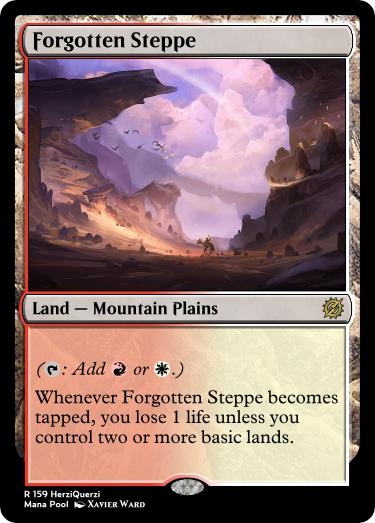 Forgotten Steppe
Land — Mountain Plains
(T: Add R or W.)
Whenever Forgotten Steppe becomes
tapped, you lose 1 life unless you
control two or more basic lands.
R 159 HerziQuerzi
Mana Pool Xavier Ward